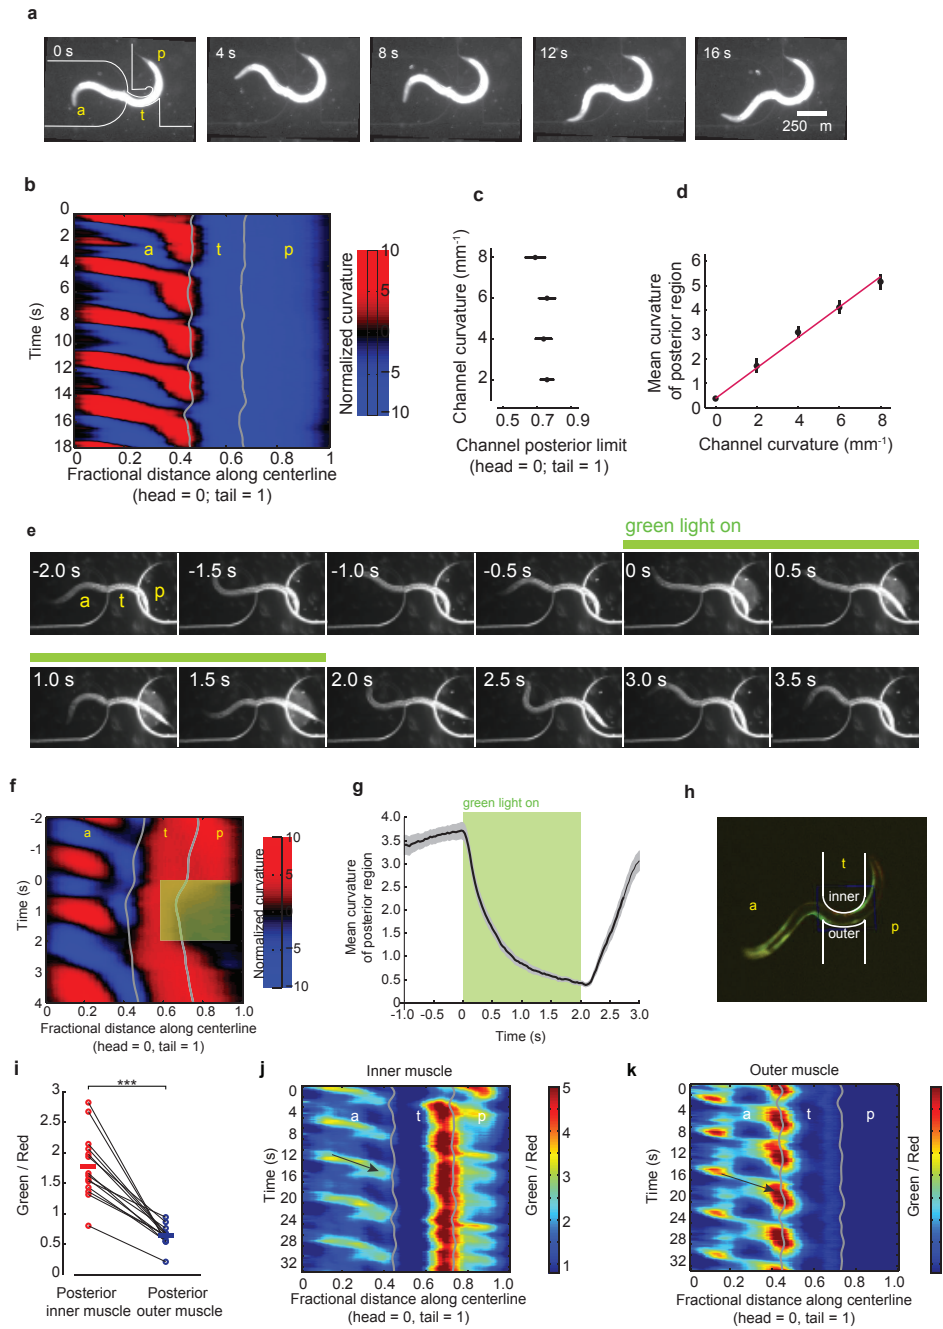 a
0 s
p
a
t
4 s
8 s
12 s
16 s
250 m
b
0
2
4
6
8
10
12
14
16
18
Time (s)
a
t
p
0
0.2
0.4
0.6
0.8
1
Fractional distance along centerline
(head = 0; tail = 1)
Normalized curvature
10
5
0
−5
−10
c
Channel curvature (mm-1)
8
6
4
2
0.5
0.7
0.9
Channel posterior limit
(head = 0; tail = 1)
d
Mean curvature
of posterior region
6
5
4
3
2
1
0
0
2
4
6
8
Channel curvature (mm-1)
e
green light on
-2.0 s
a
t
p
-1.5 s
-1.0 s
-0.5 s
0 s
0.5 s
1.0 s
1.5 s
2.0 s
2.5 s
3.0 s
3.5 s
f
-2
-1
0
1
2
3
4
Time (s)
a
t
p
0
0.2
0.4
0.6
0.8
1.0
Fractional distance along centerline
(head = 0, tail = 1)
Normalized curvature
10
5
0
−5
−10
g
green light on
Mean curvature
of posterior region
4.0
3.5
3.0
2.5
2.0
1.5
1.0
0.5
0
-1.0
-0.5
0
0.5
1.0
1.5
2.0
2.5
3.0
Time (s)
h
t
a
inner
outer
p
i
***
Green / Red
3
2.5
2
1.5
1
0.5
0
Posterior
inner muscle
Posterior
outer muscle
j
Inner muscle
0
4
8
12
16
20
24
28
32
Time (s)
a
t
p
0
0.2
0.4
0.6
0.8
1.0
Fractional distance along centerline
(head = 0, tail = 1)
Green / Red
5
4
3
2
1
k
Outer muscle
0
4
8
12
16
20
24
28
32
Time (s)
a
t
p
0
0.2
0.4
0.6
0.8
1.0
Fractional distance along centerline
(head = 0, tail = 1)
Green / Red